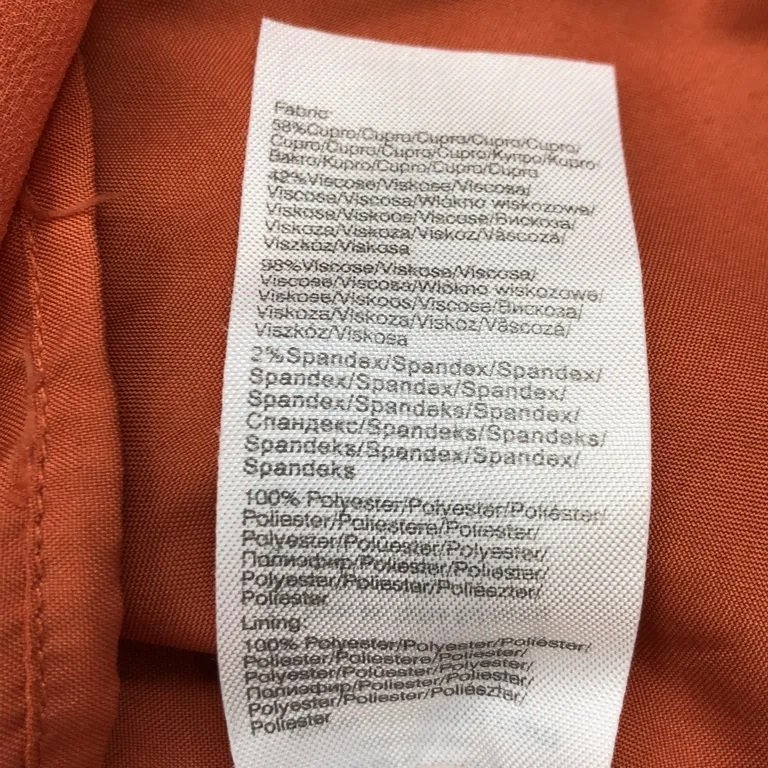 Fabric:
58%Cupro/Cupro/Cupro/Cupro/Cupro/
Cupro/Cupro/Cupro/Cupro/Купро/Kupro
Bakro/Kupro/Cupro/Cupro/Cupro
42%Viscose/Viskose/Viscosa/
Viscose/Viscosa/Wlókno wiskozowe/
Viskose/Viskoos/Viscose/Вискоза/
Viskoza/Viskoza/Viskoz/Vâscoză/
Viszkóz/Viskosa
98%Viscose/Viskose/Viscosa/
Viscose/Viscosa/Wlókno wiskozowe/
Viskose/Viskoos/Viscose/Вискоза/
Viskoza/Viskoza/Viskoz/Vâscoză/
Viszkóz/Viskosa
2%Spandex/Spandex/Spandex/
Spandex/Spandex/Spandex/
Spandex/Spandeks/Spandex/
Спандекс/Spandeks/Spandeks/
Spandeks/Spandex/Spandex/
Spandeks
100% Polyester/Polyester/Poliéster/
Poliester/Poliestere/Poliester/
Polyester/Polüester/Polyester/
Полиэфир/Poliester/Poliester/
Polyester/Poliester/Poliészter/
Poliester
Lining:
100% Polyester/Polyester/Poliéster/
Poliester/Poliestere/Poliester/
Polyester/Polüester/Polyester/
Полиэфир/Poliester/Poliester/
Polyester/Poliester/Poliészter/
Poliester